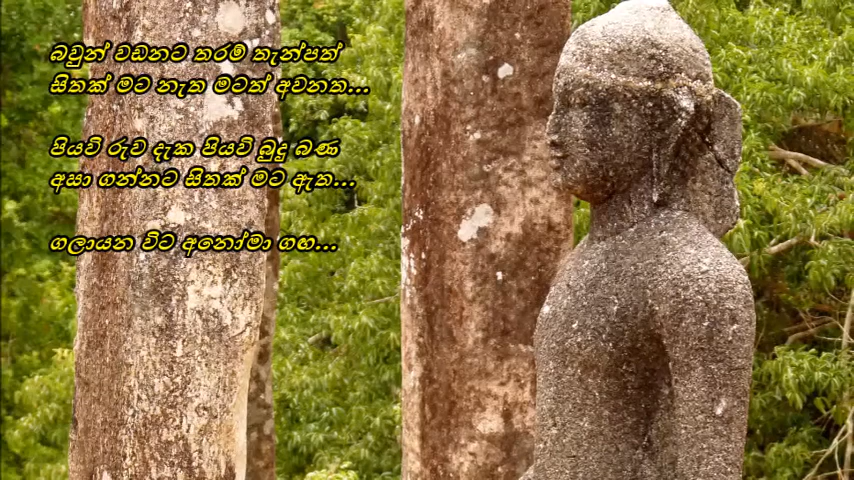 බවුන් වඩනට තරම් තැන්පත්
සිතක් මට නැත මටත් අවනත...
පියවි රුව දැක පියවි බුදු බණ
අසා ගන්නට සිතක් මට ඇත...
ගලායන විට අනෝමා ගඟ...